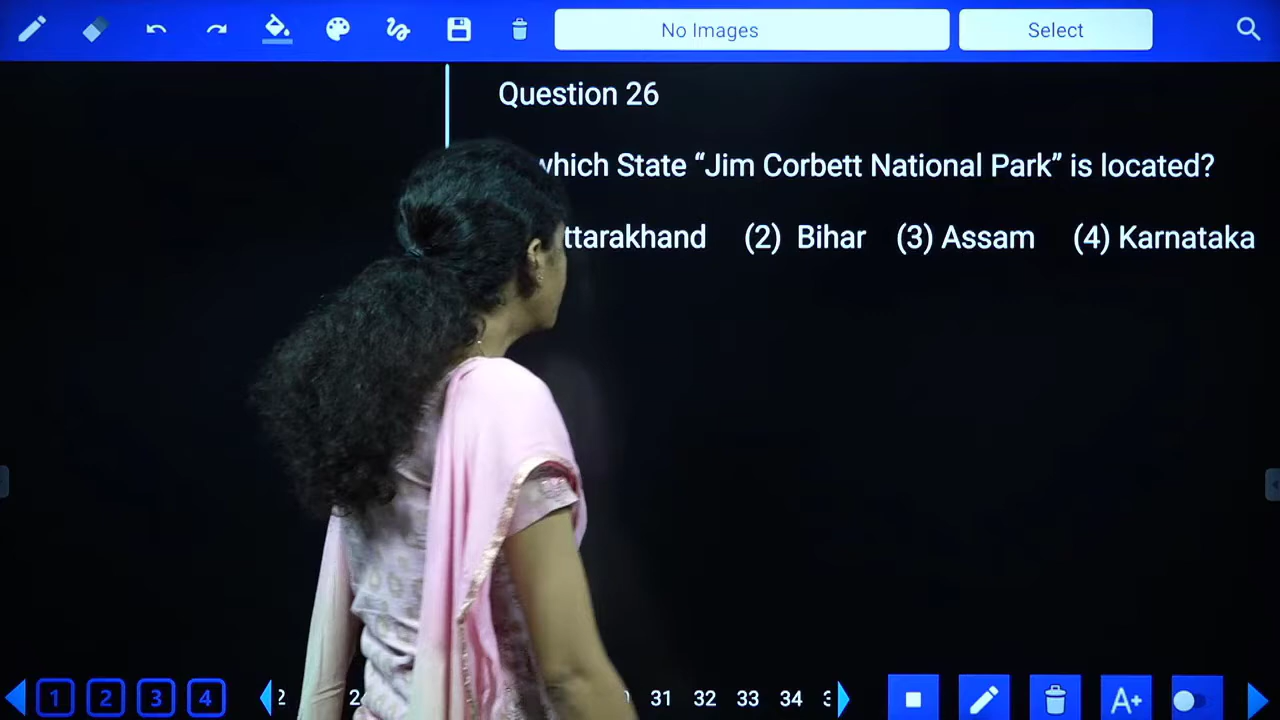 No Images
Select
Question 26
which State “Jim Corbett National Park” is located?
ttarakhand (2) Bihar (3) Assam (4) Karnataka
1 2 3 4 2 31 32 33 34 A+